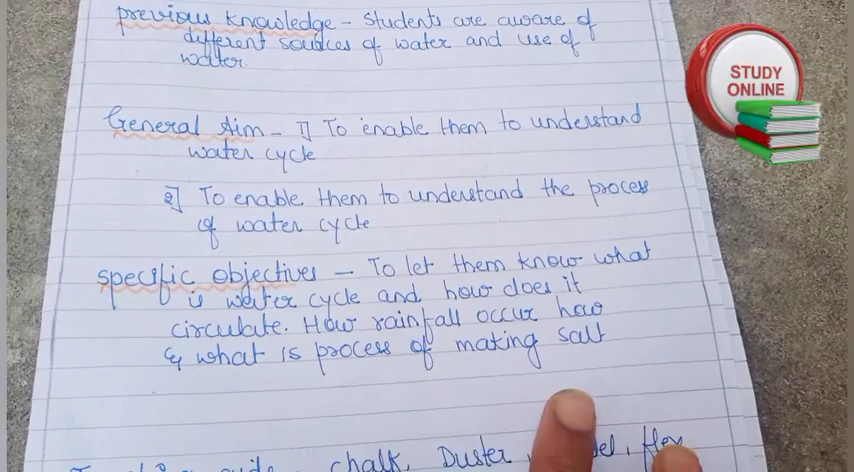 previous knowledge - Students are aware of
different sources of water and use of
water.
General Aim - 1] To enable them to understand
water cycle
2] To enable them to understand the process
of water cycle
specific objectives - To let them know what
is water cycle and how does it
circulate. How rainfall occur how
& what is process of making salt
chalk, Duster,
STUDY
ONLINE